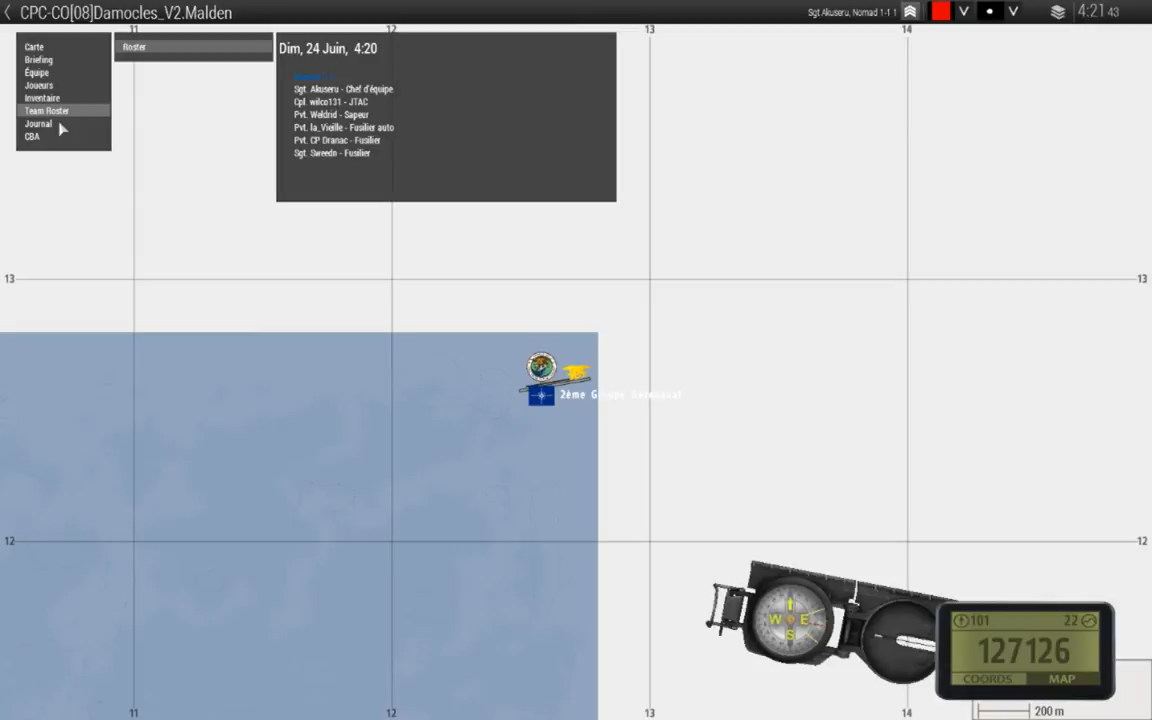 CPC-CO[08]Damocles_V2.Malden
Sgt Akuseru, Nomad 1-1 1
4:21 43
11
13
14
Carte
Briefing
Équipe
Joueurs
Inventaire
Team Roster
Journal
CBA
Roster
Dim, 24 Juin, 4:20
Sgt. Akuseru - Chef d'équipe
Cpl. wilco131 - JTAC
Pvt. Weldrid - Sapeur
Pvt. la_Vieille - Fusilier auto
Pvt. CP Dranac - Fusilier
Sgt. Sweedn - Fusilier
13
13
2ème
12
12
W E
S
101
22
127126
COORDS MAP
11
12
13
14
200 m